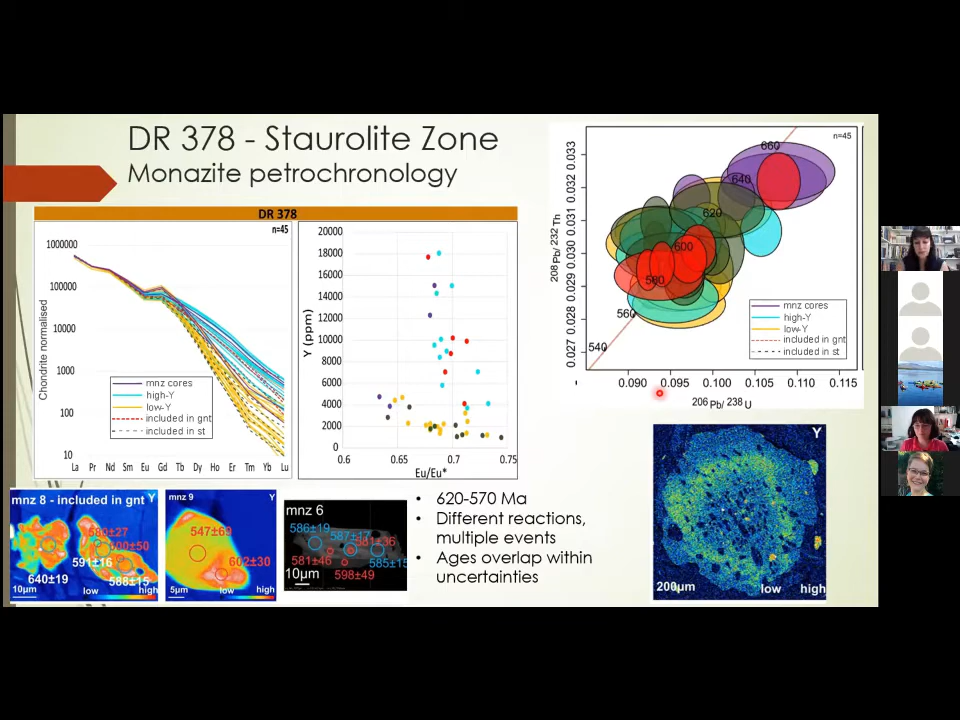 DR 378 - Staurolite Zone
Monazite petrochronology
DR 378
n=45
1000000
100000
10000
1000
100
10
Chondrite normalised
La Pr Nd Sm Eu Gd Tb Dy Ho Er Tm Yb Lu
mnz cores
high-Y
low-Y
included in gnt
included in st
20000
18000
16000
14000
12000
10000
8000
6000
4000
2000
0
Y (ppm)
0.6 0.65 0.7 0.75
Eu/Eu*
n=45
660
640
620
600
580
560
540
0.033
0.032
0.031
0.030
0.029
0.028
0.027
208Pb/ 232Th
mnz cores
high-Y
low-Y
included in gnt
included in st
0.090 0.095 0.100 0.105 0.110 0.115
206Pb/ 238U
mnz 8 - included in gnt Y
591±16
640±19
588±15
10µm low high
mnz 9 Y
547±69
602±30
5µm low high
mnz 6
586±19
581±46
585±15
598±49
10µm
• 620-570 Ma
• Different reactions,
multiple events
• Ages overlap within
uncertainties
Y
200µm low high